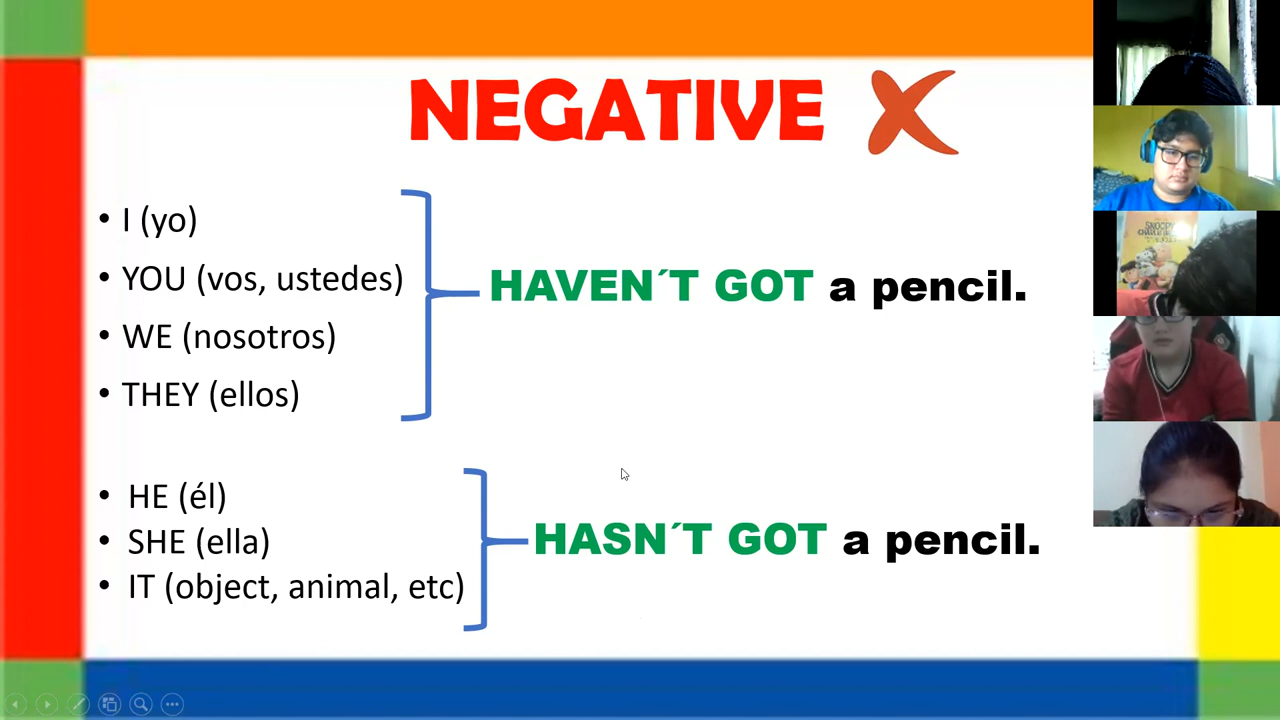 NEGATIVE
• I (yo)
• YOU (vos, ustedes)
• WE (nosotros)
• THEY (ellos)
HAVEN´T GOT a pencil.
• HE (él)
• SHE (ella)
• IT (object, animal, etc)
HASN´T GOT a pencil.
SNOOPY